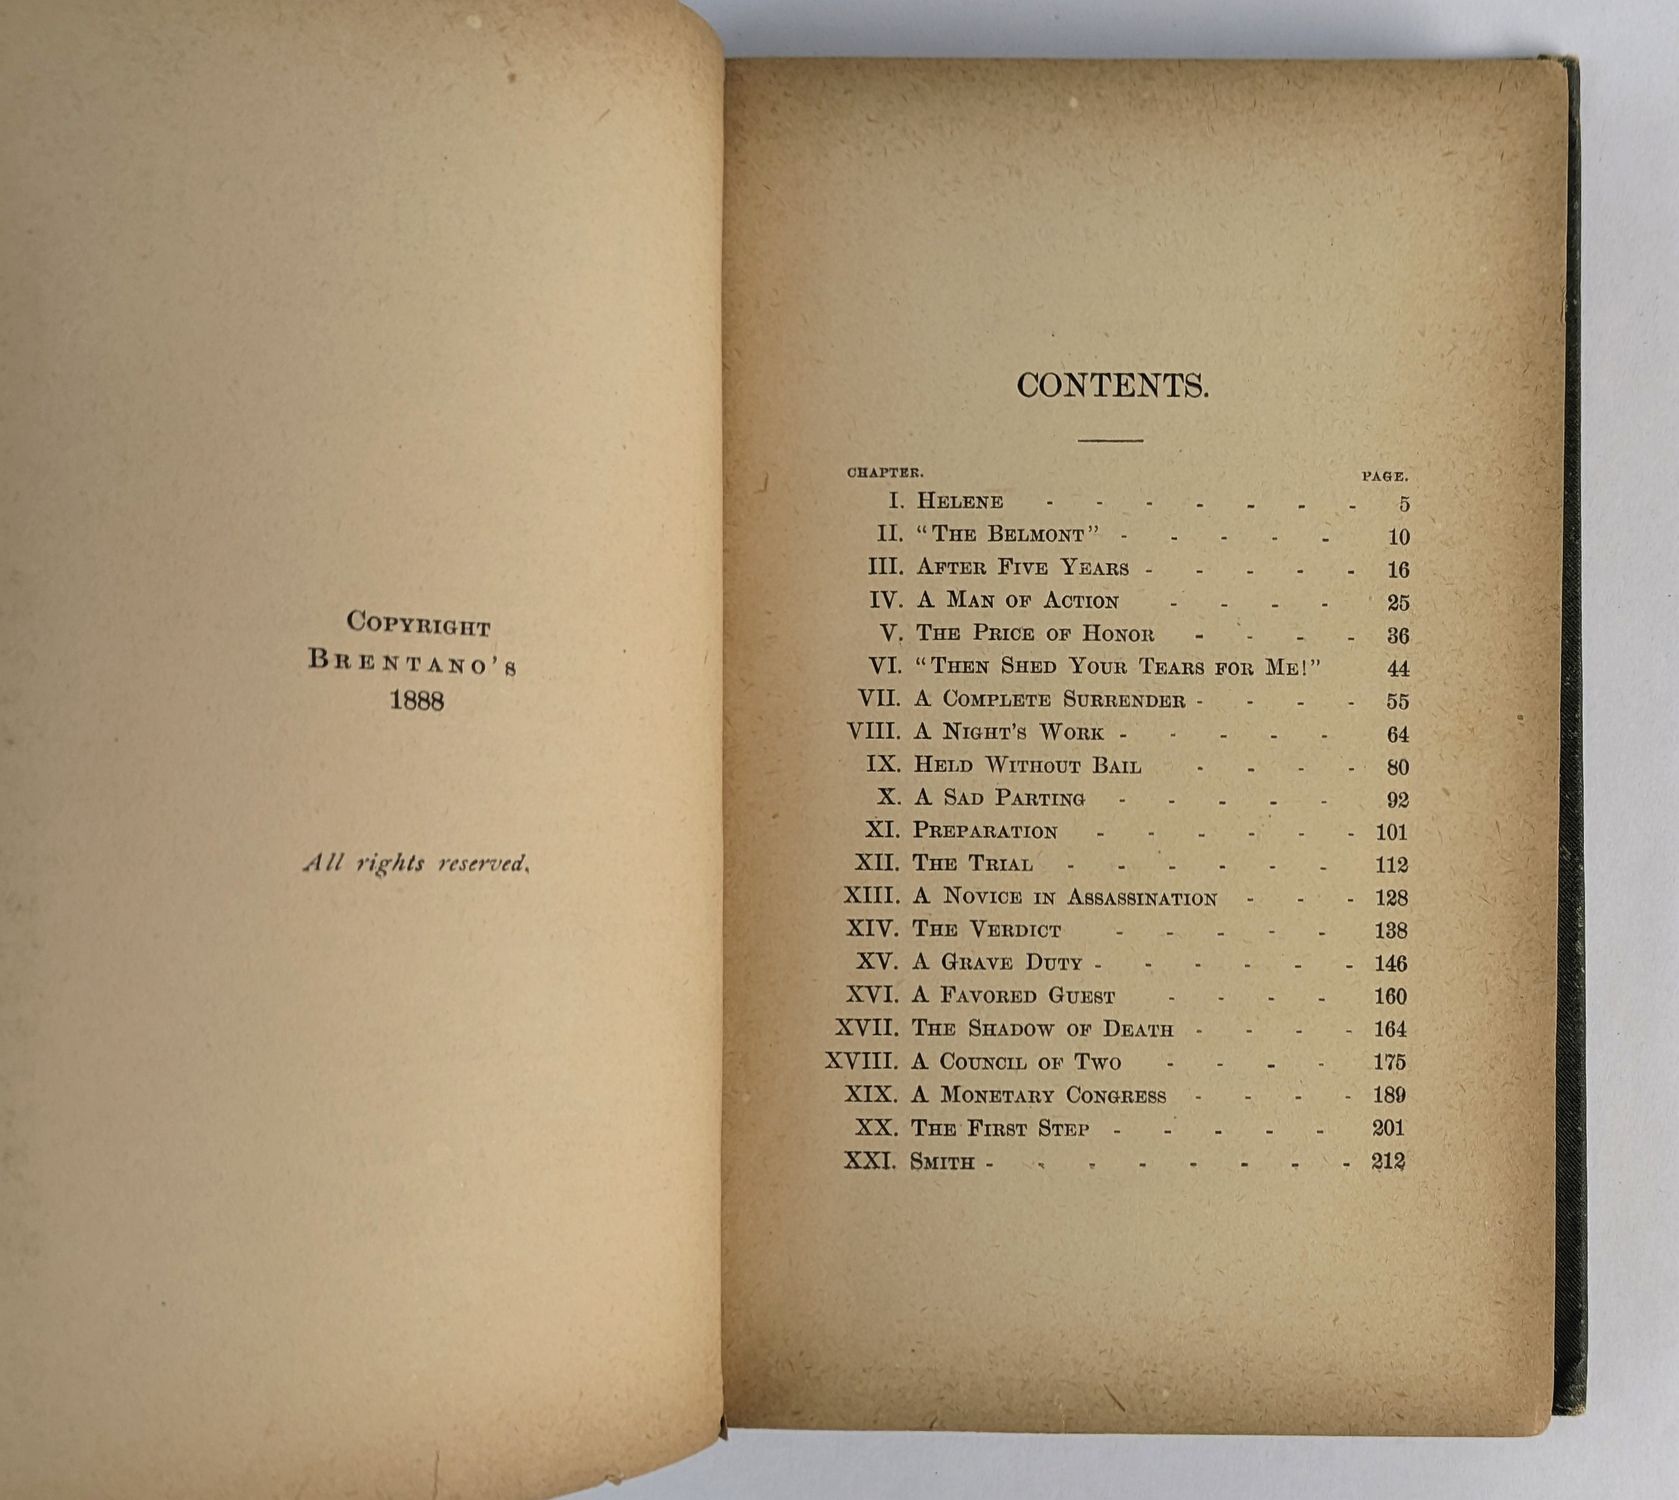 Copyright
Brentano's
1888
All rights reserved.
CONTENTS.
CHAPTER. PAGE.
I. Helene - - - - - - - 5
II. "The Belmont" - - - - - 10
III. After Five Years - - - - - 16
IV. A Man of Action - - - - 25
V. The Price of Honor - - - - 36
VI. "Then Shed Your Tears for Me!" 44
VII. A Complete Surrender - - - - 55
VIII. A Night's Work - - - - - 64
IX. Held Without Bail - - - - 80
X. A Sad Parting - - - - - 92
XI. Preparation - - - - - - 101
XII. The Trial - - - - - - 112
XIII. A Novice in Assassination - - - 128
XIV. The Verdict - - - - - 138
XV. A Grave Duty - - - - - - 146
XVI. A Favored Guest - - - - 160
XVII. The Shadow of Death - - - - 164
XVIII. A Council of Two - - - - 175
XIX. A Monetary Congress - - - - 189
XX. The First Step - - - - - 201
XXI. Smith - - - - - - - - 212